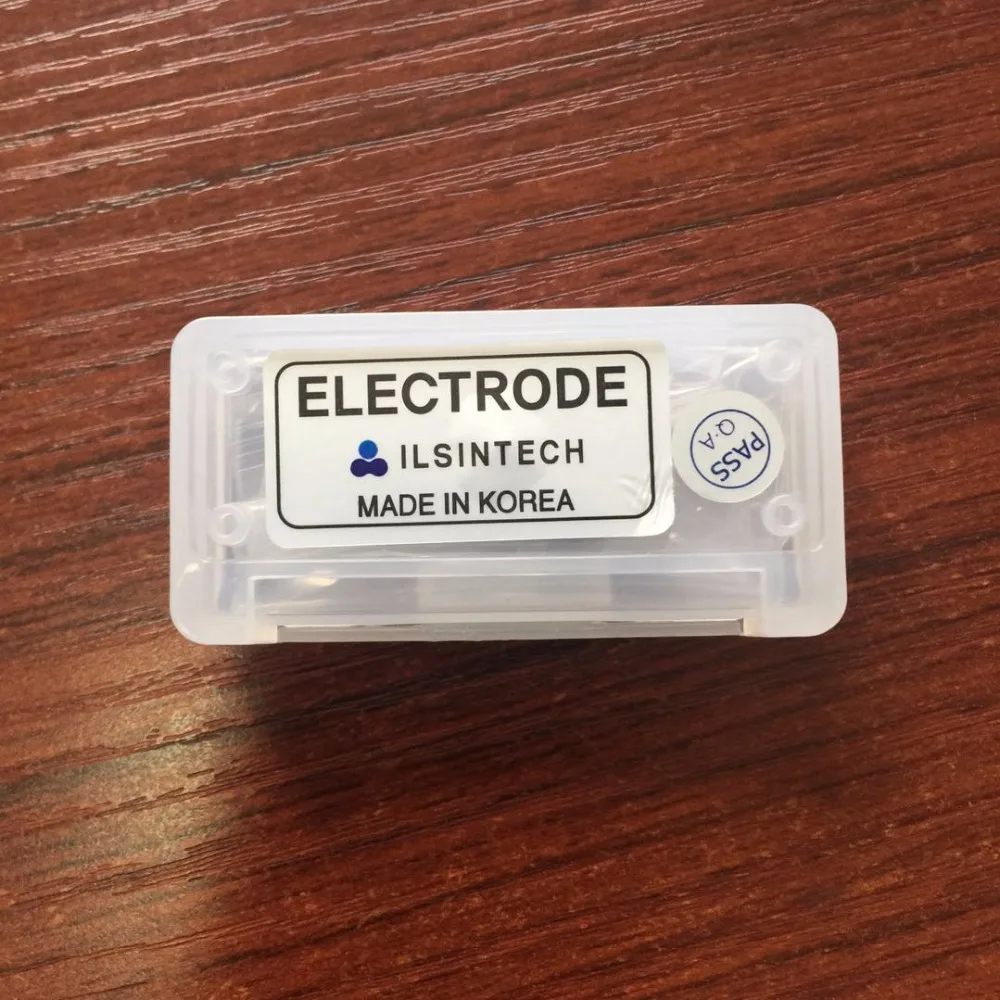 ELECTRODE
ILSINTECH
MADE IN KOREA
PASS
Q.A